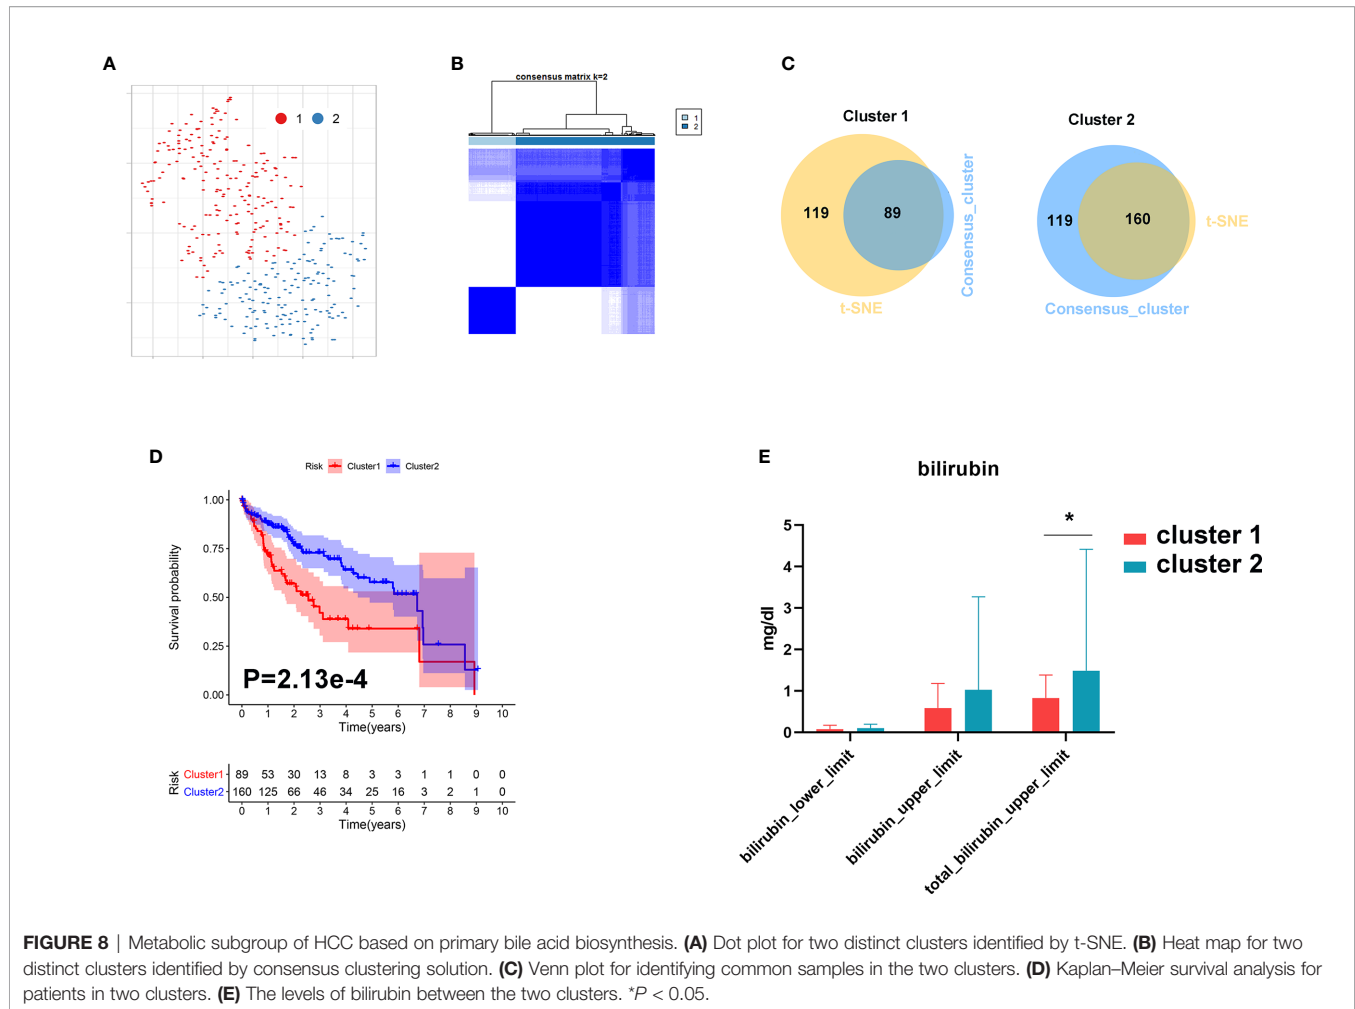 A
1 2
B
consensus matrix k=2
1
2
C
Cluster 1
119
89
t-SNE
Consensus_cluster
Cluster 2
119
160
t-SNE
Consensus_cluster
D
Risk Cluster1 Cluster2
Survival probability
1.00
0.75
0.50
0.25
0.00
P=2.13e-4
0 1 2 3 4 5 6 7 8 9 10
Time(years)
Risk
Cluster1 89 53 30 13 8 3 3 1 1 0 0
Cluster2 160 125 66 46 34 25 16 3 2 1 0
0 1 2 3 4 5 6 7 8 9 10
Time(years)
E
bilirubin
mg/dl
5
4
3
2
1
0
*
cluster 1
cluster 2
bilirubin_lower_limit
bilirubin_upper_limit
total_bilirubin_upper_limit
FIGURE 8 | Metabolic subgroup of HCC based on primary bile acid biosynthesis. (A) Dot plot for two distinct clusters identified by t-SNE. (B) Heat map for two
distinct clusters identified by consensus clustering solution. (C) Venn plot for identifying common samples in the two clusters. (D) Kaplan–Meier survival analysis for
patients in two clusters. (E) The levels of bilirubin between the two clusters. *P < 0.05.